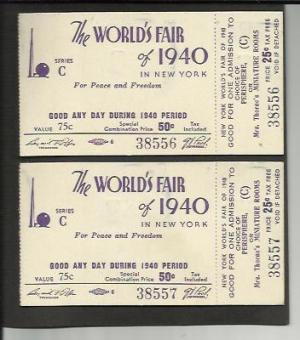 The WORLD'S FAIR
of 1940
IN NEW YORK
SERIES
C
For Peace and Freedom
GOOD ANY DAY DURING 1940 PERIOD
VALUE 75c
Special
Combination Price
50¢
Tax
Included
38556
NEW YORK WORLD'S FAIR OF 1940
GOOD FOR ONE ADMISSION TO
CHOICE OF
PERISPHERE, (C)
OR
Mrs. Thorne's MINIATURE ROOMS
38556
PRICE 25¢ TAX FREE
VOID IF DETACHED
The WORLD'S FAIR
of 1940
IN NEW YORK
SERIES
C
For Peace and Freedom
GOOD ANY DAY DURING 1940 PERIOD
VALUE 75c
Special
Combination Price
50¢
Tax
Included
38557
NEW YORK WORLD'S FAIR OF 1940
GOOD FOR ONE ADMISSION TO
CHOICE OF
PERISPHERE, (C)
OR
Mrs. Thorne's MINIATURE ROOMS
38557
PRICE 25¢ TAX FREE
VOID IF DETACHED